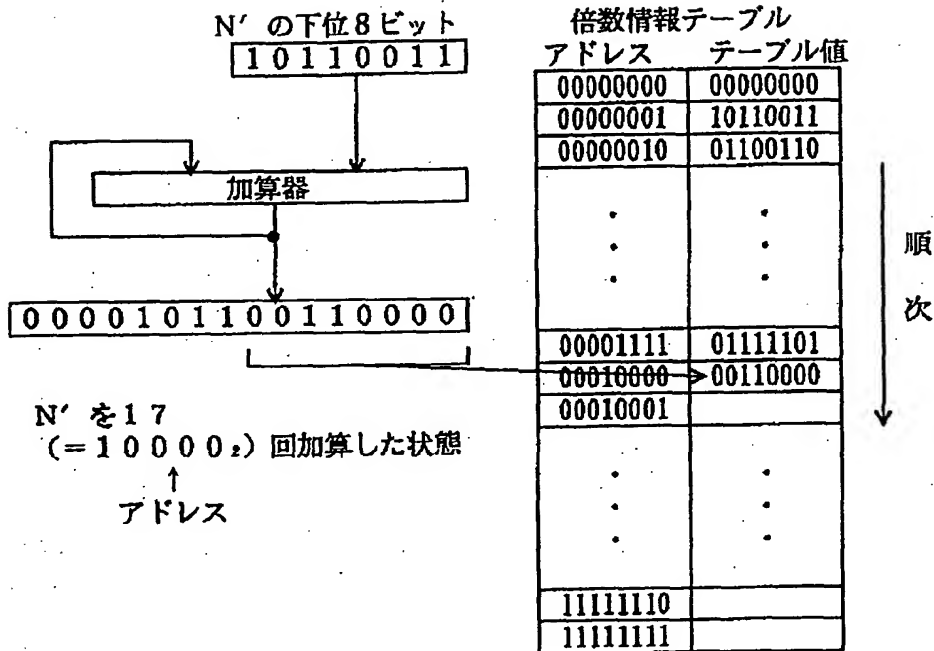 N′ の下位8ビット
10110011
加算器
0000101100110000
N′ を17
(=10000₂) 回加算した状態
↑
アドレス
倍数情報テーブル
アドレス テーブル値
00000000 00000000
00000001 10110011
00000010 01100110
00001111 01111101
00010000 00110000
00010001
11111110
11111111
順次